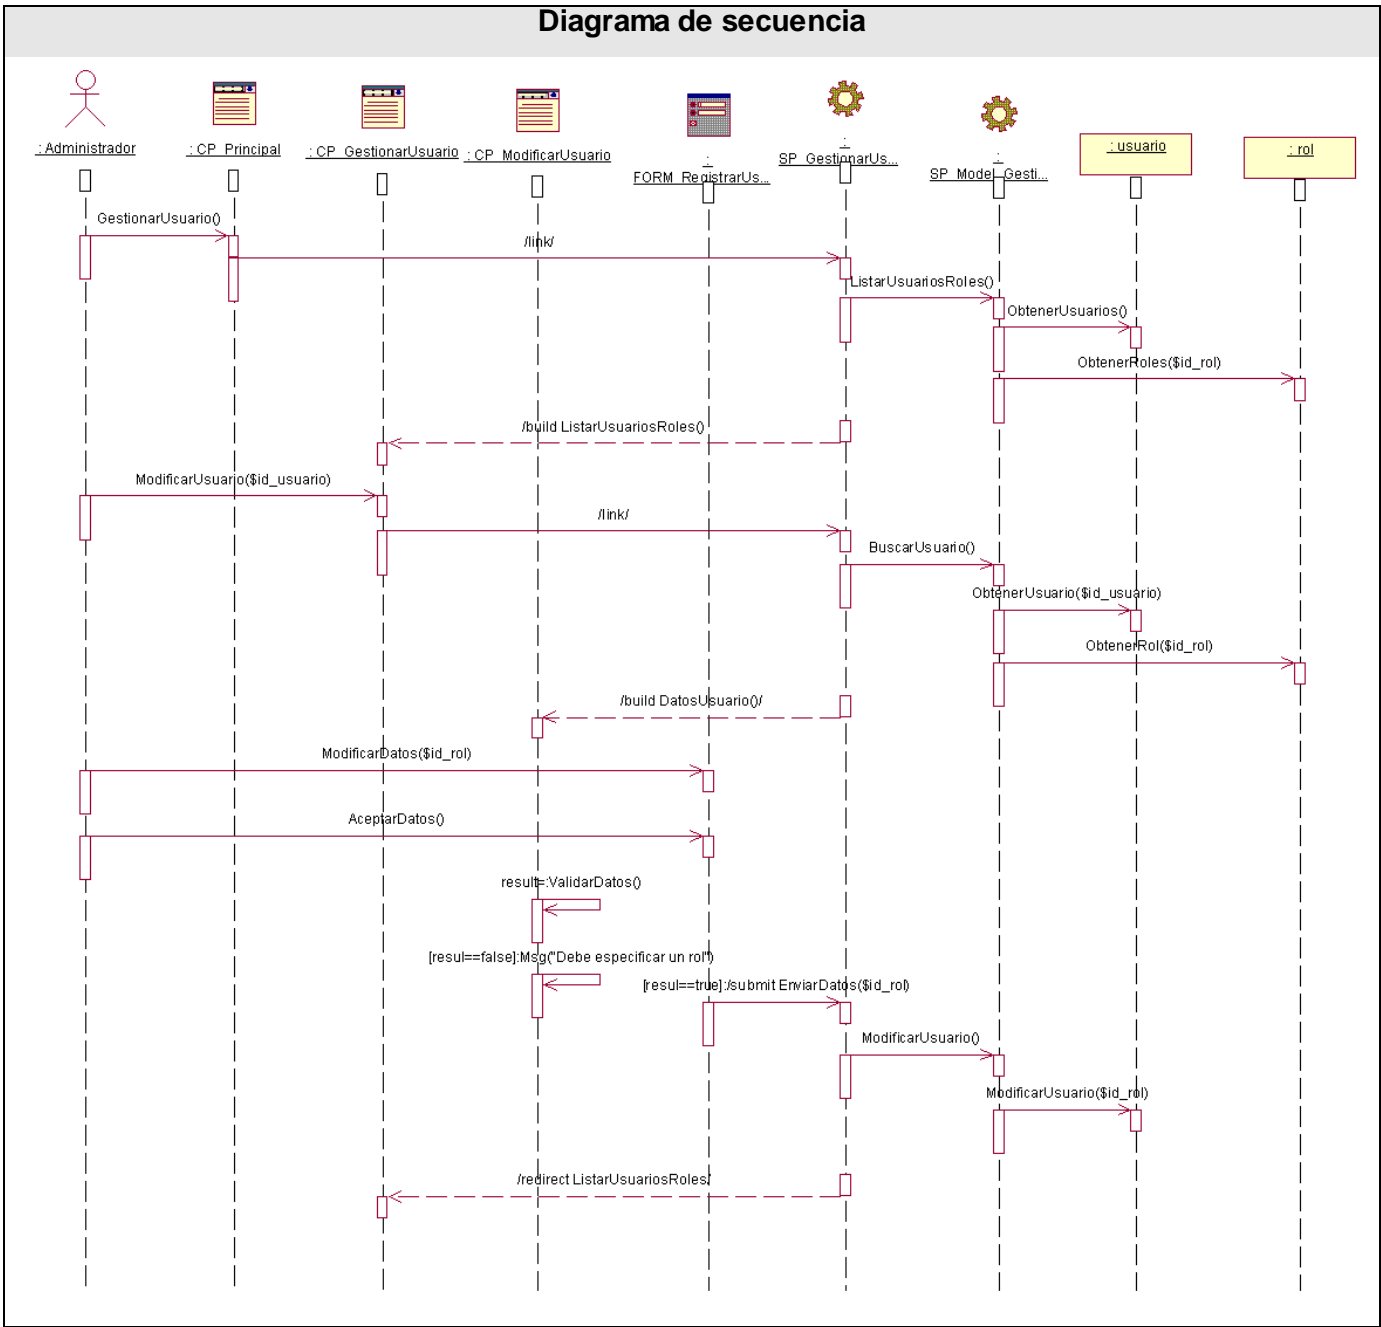 Diagrama de secuencia
: Administrador
: CP_Principal
: CP_GestionarUsuario
: CP_ModificarUsuario
:
FORM_RegistrarUs...
:
SP_GestionarUs...
:
SP_Model_Gesti...
: usuario
: rol
GestionarUsuario()
/link/
ListarUsuariosRoles()
ObtenerUsuarios()
ObtenerRoles($id_rol)
/build ListarUsuariosRoles()
ModificarUsuario($id_usuario)
/link/
BuscarUsuario()
ObtenerUsuario($id_usuario)
ObtenerRol($id_rol)
/build DatosUsuario()/
ModificarDatos($id_rol)
AceptarDatos()
result=:ValidarDatos()
[resul==false]:Msg("Debe especificar un rol")
[resul==true]:/submit EnviarDatos($id_rol)
ModificarUsuario()
ModificarUsuario($id_rol)
/redirect ListarUsuariosRoles/